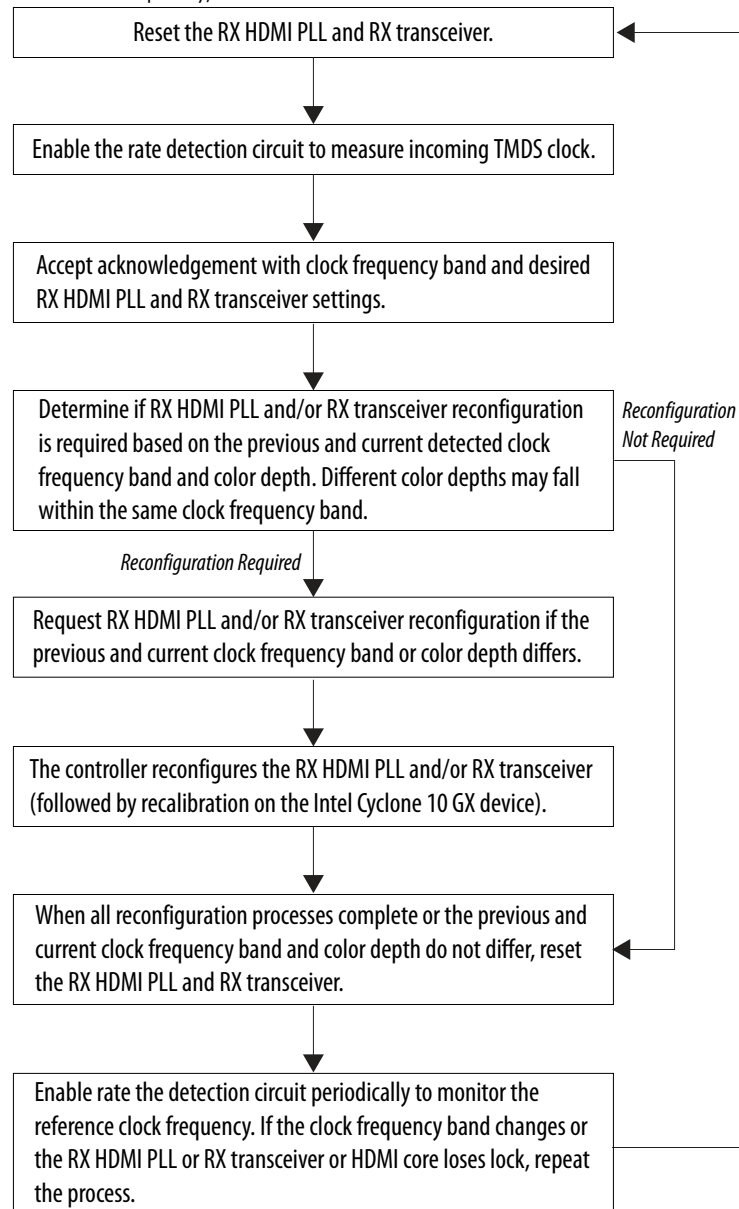 Reset the RX HDMI PLL and RX transceiver.
Enable the rate detection circuit to measure incoming TMDS clock.
Accept acknowledgement with clock frequency band and desired
RX HDMI PLL and RX transceiver settings.
Determine if RX HDMI PLL and/or RX transceiver reconfiguration
is required based on the previous and current detected clock
frequency band and color depth. Different color depths may fall
within the same clock frequency band.
Reconfiguration
Not Required
Reconfiguration Required
Request RX HDMI PLL and/or RX transceiver reconfiguration if the
previous and current clock frequency band or color depth differs.
The controller reconfigures the RX HDMI PLL and/or RX transceiver
(followed by recalibration on the Intel Cyclone 10 GX device).
When all reconfiguration processes complete or the previous and
current clock frequency band and color depth do not differ, reset
the RX HDMI PLL and RX transceiver.
Enable rate the detection circuit periodically to monitor the
reference clock frequency. If the clock frequency band changes or
the RX HDMI PLL or RX transceiver or HDMI core loses lock, repeat
the process.